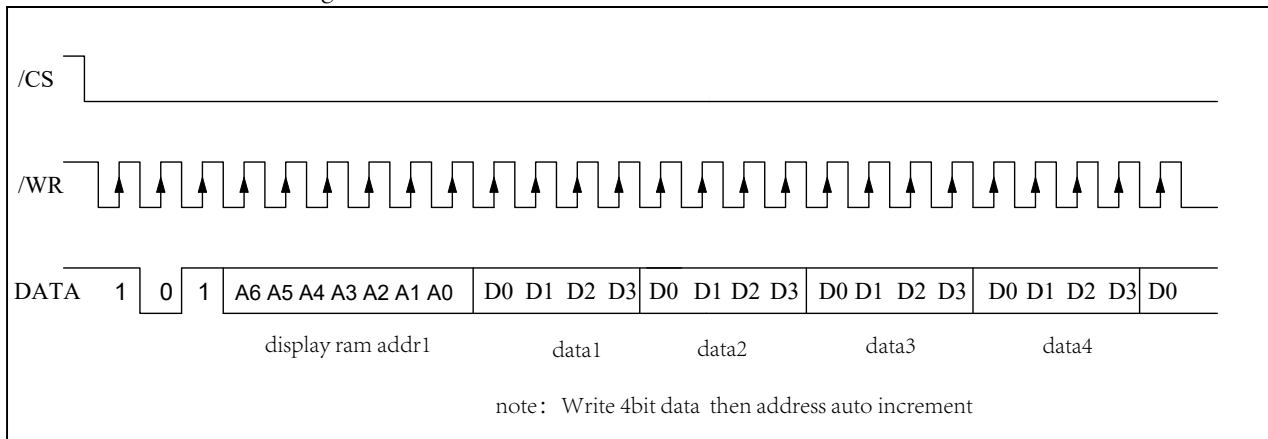 /CS
/WR
DATA 1 0 1 A6 A5 A4 A3 A2 A1 A0 D0 D1 D2 D3 D0 D1 D2 D3 D0 D1 D2 D3 D0 D1 D2 D3 D0
display ram addr1 data1 data2 data3 data4
note: Write 4bit data then address auto increment